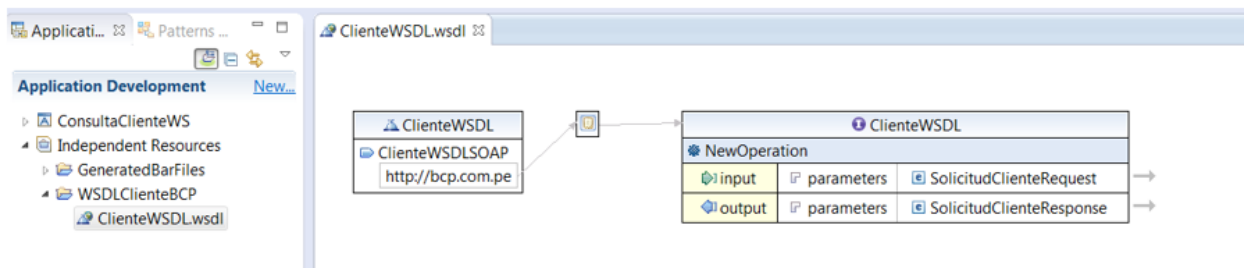 Applicati... Patterns ...
Application Development New...
ConsultaClienteWS
Independent Resources
GeneratedBarFiles
WSDLClienteBCP
ClienteWSDL.wsdl
ClienteWSDL.wsdl
ClienteWSDL
ClienteWSDLSOAP
http://bcp.com.pe
ClienteWSDL
NewOperation
input parameters SolicitudClienteRequest
output parameters SolicitudClienteResponse